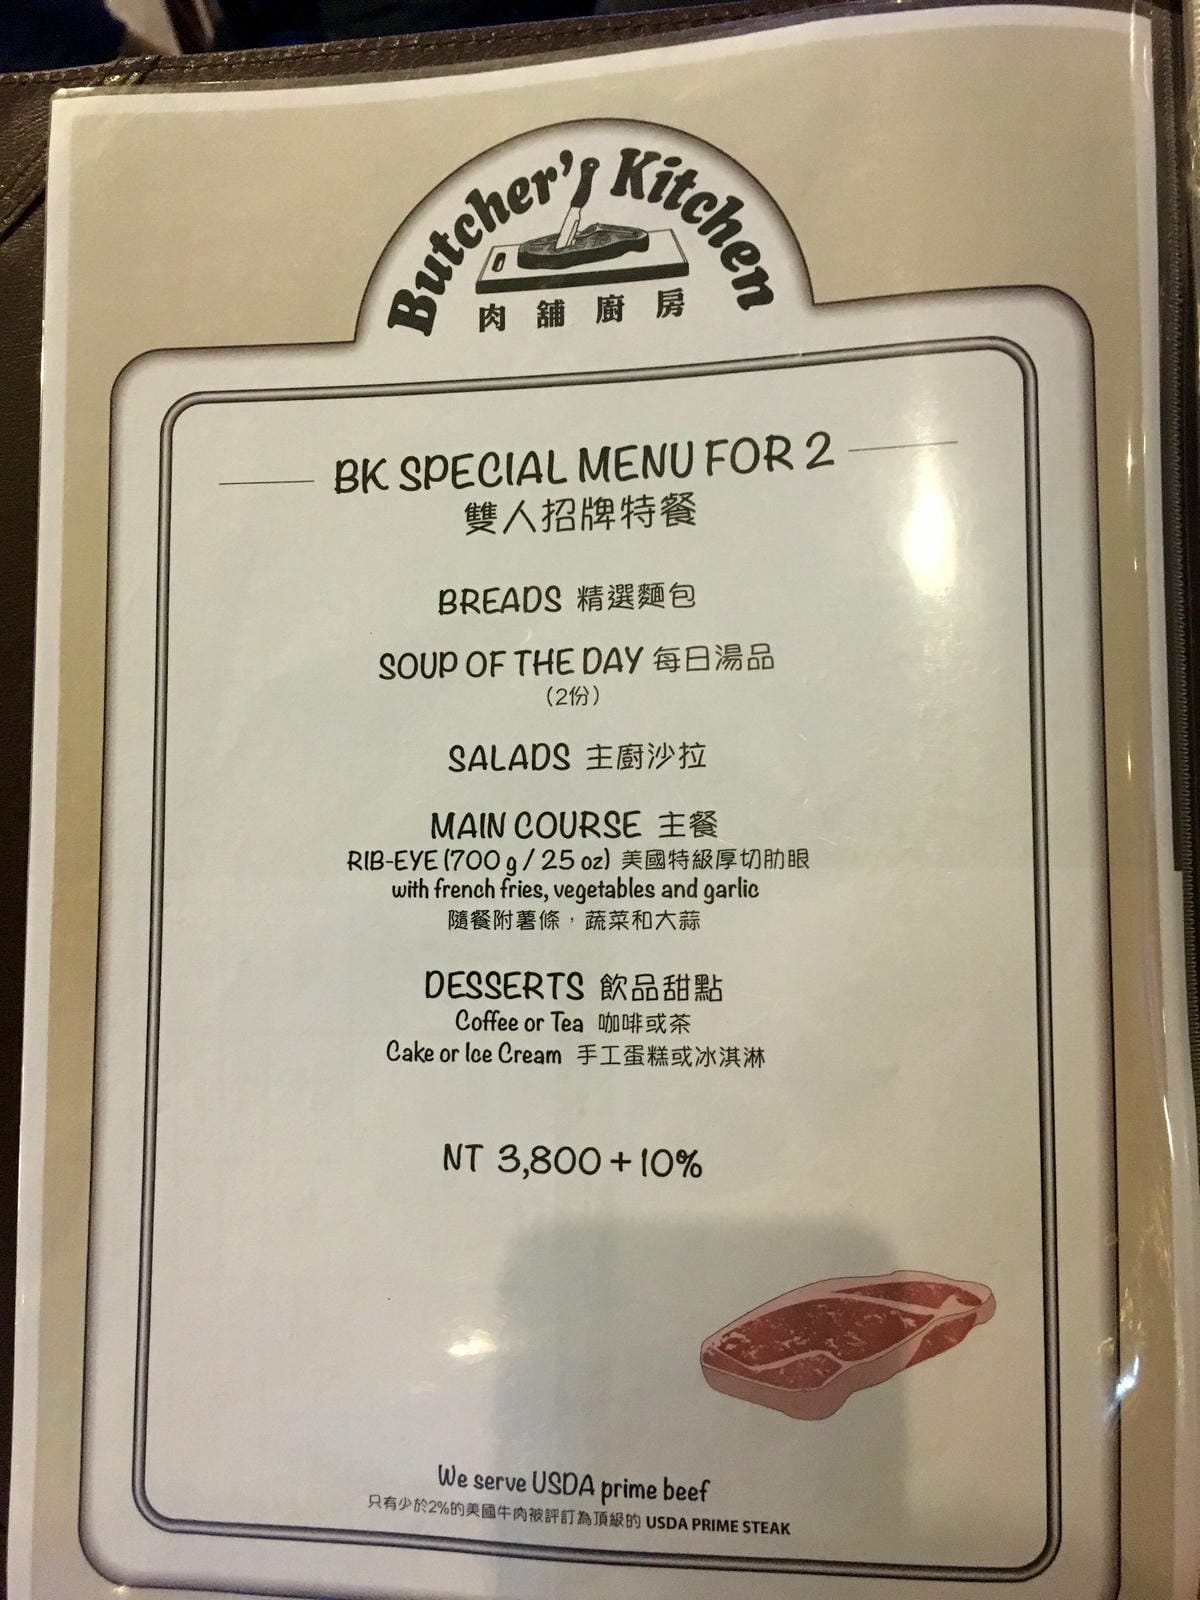 Butcher's Kitchen
肉舖廚房
BK SPECIAL MENU FOR 2
雙人招牌特餐
BREADS 精選麵包
SOUP OF THE DAY 每日湯品
(2份)
SALADS 主廚沙拉
MAIN COURSE 主餐
RIB-EYE (700 g / 25 oz) 美國特級厚切肋眼
with french fries, vegetables and garlic
隨餐附薯條，蔬菜和大蒜
DESSERTS 飲品甜點
Coffee or Tea 咖啡或茶
Cake or Ice Cream 手工蛋糕或冰淇淋
NT 3,800 + 10%
We serve USDA prime beef
只有少於2%的美國牛肉被評訂為頂級的 USDA PRIME STEAK